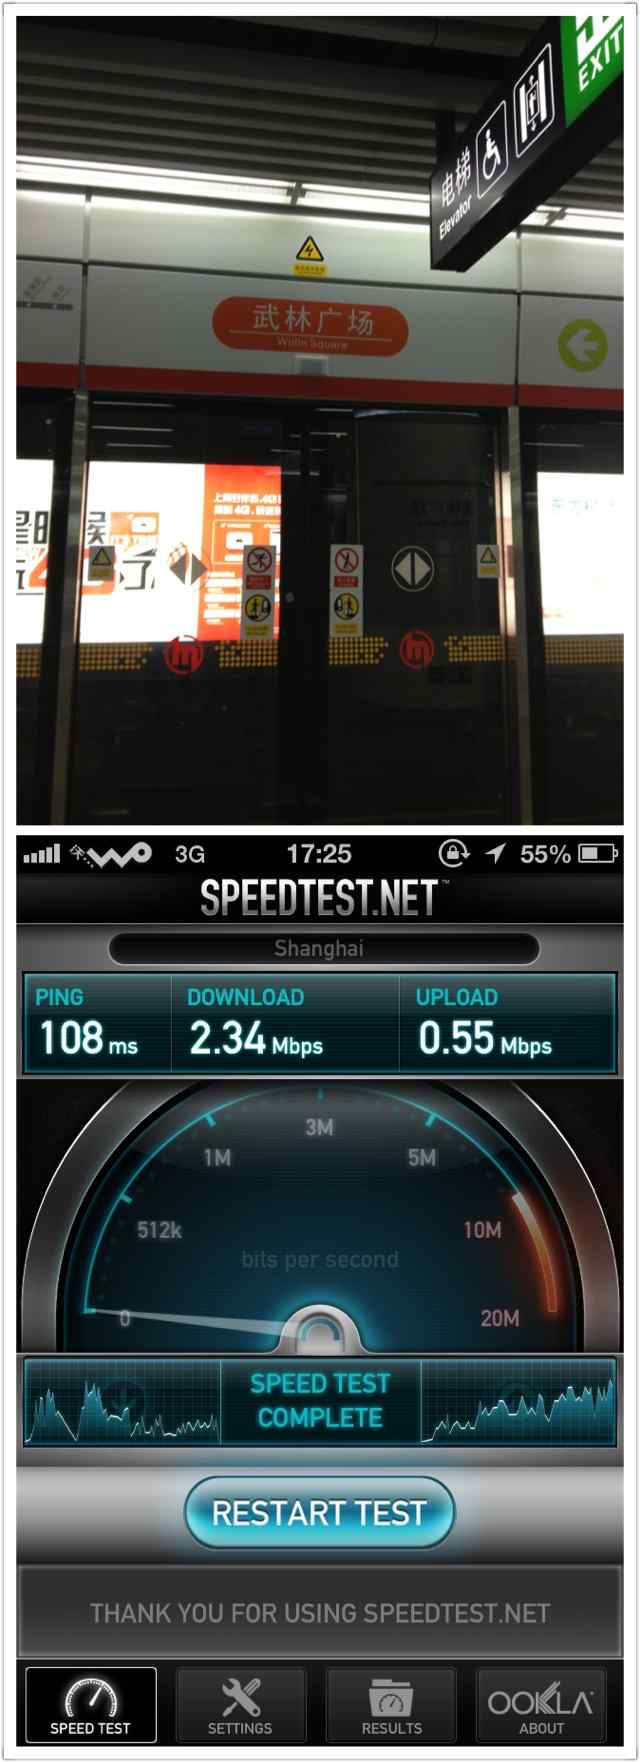 EXIT
电梯
Elevator
武林广场
Wulin Square
沃 3G 17:25 55%
SPEEDTEST.NET™
Shanghai
PING DOWNLOAD UPLOAD
108 ms 2.34 Mbps 0.55 Mbps
3M
1M 5M
512k 10M
bits per second
0 20M
SPEED TEST
COMPLETE
RESTART TEST
THANK YOU FOR USING SPEEDTEST.NET
OOKLA
SPEED TEST SETTINGS RESULTS ABOUT